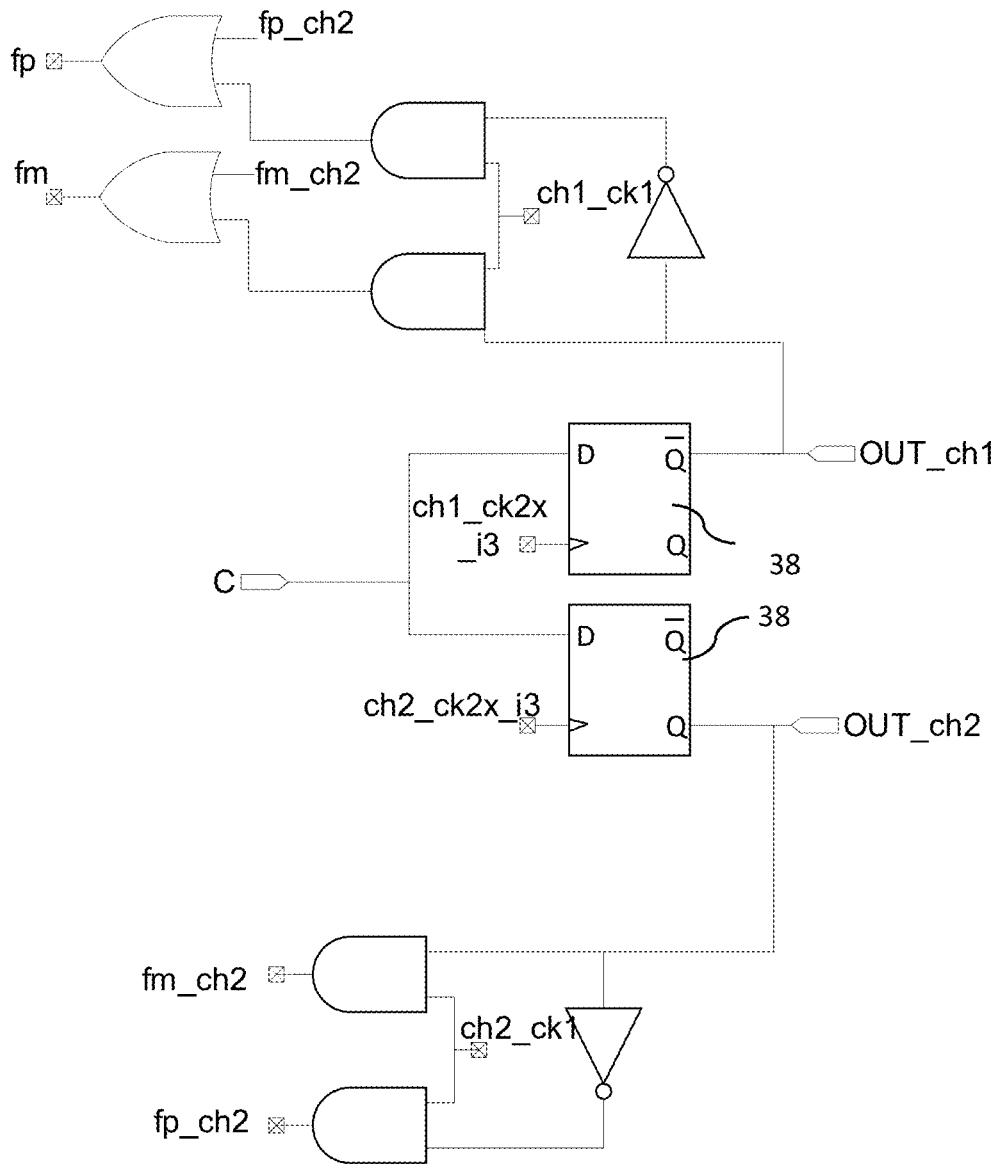 fp_ch2
fp
fm_ch2
fm
ch1_ck1
D
Q
OUT_ch1
ch1_ck2x
_i3
Q
38
C
38
D
Q
ch2_ck2x_i3
Q
OUT_ch2
fm_ch2
ch2_ck1
fp_ch2